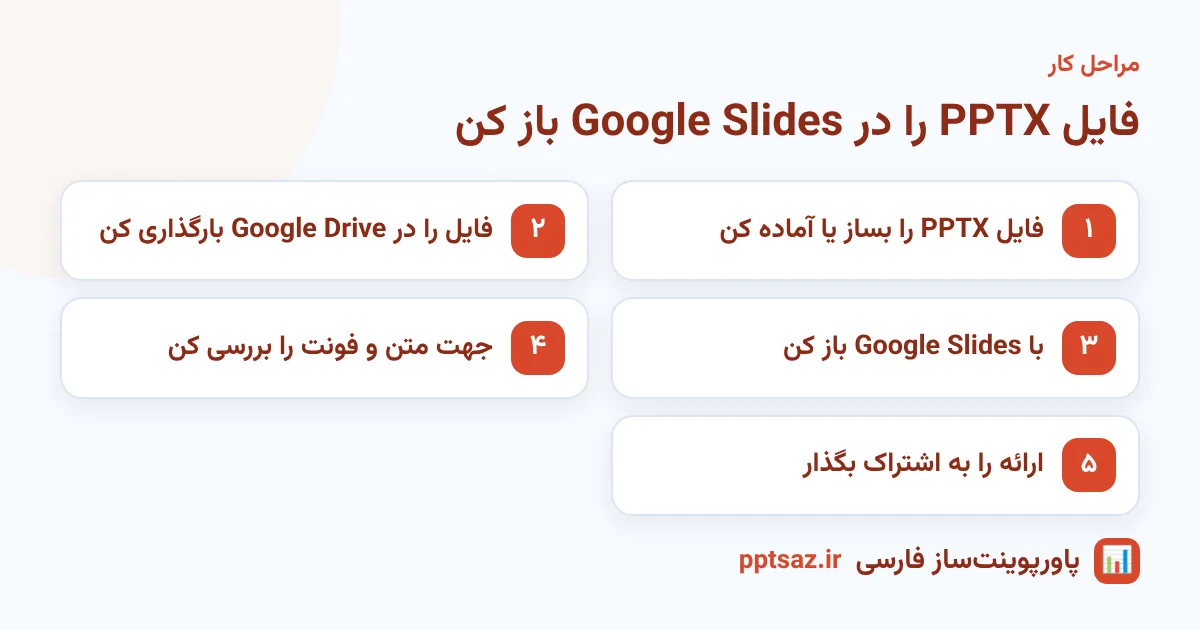 مراحل کار
فایل PPTX را در Google Slides باز کن
۱ فایل PPTX را بساز یا آماده کن
۲ فایل را در Google Drive بارگذاری کن
۳ با Google Slides باز کن
۴ جهت متن و فونت را بررسی کن
۵ ارائه را به اشتراک بگذار
پاورپوینت‌ساز فارسی pptsaz.ir